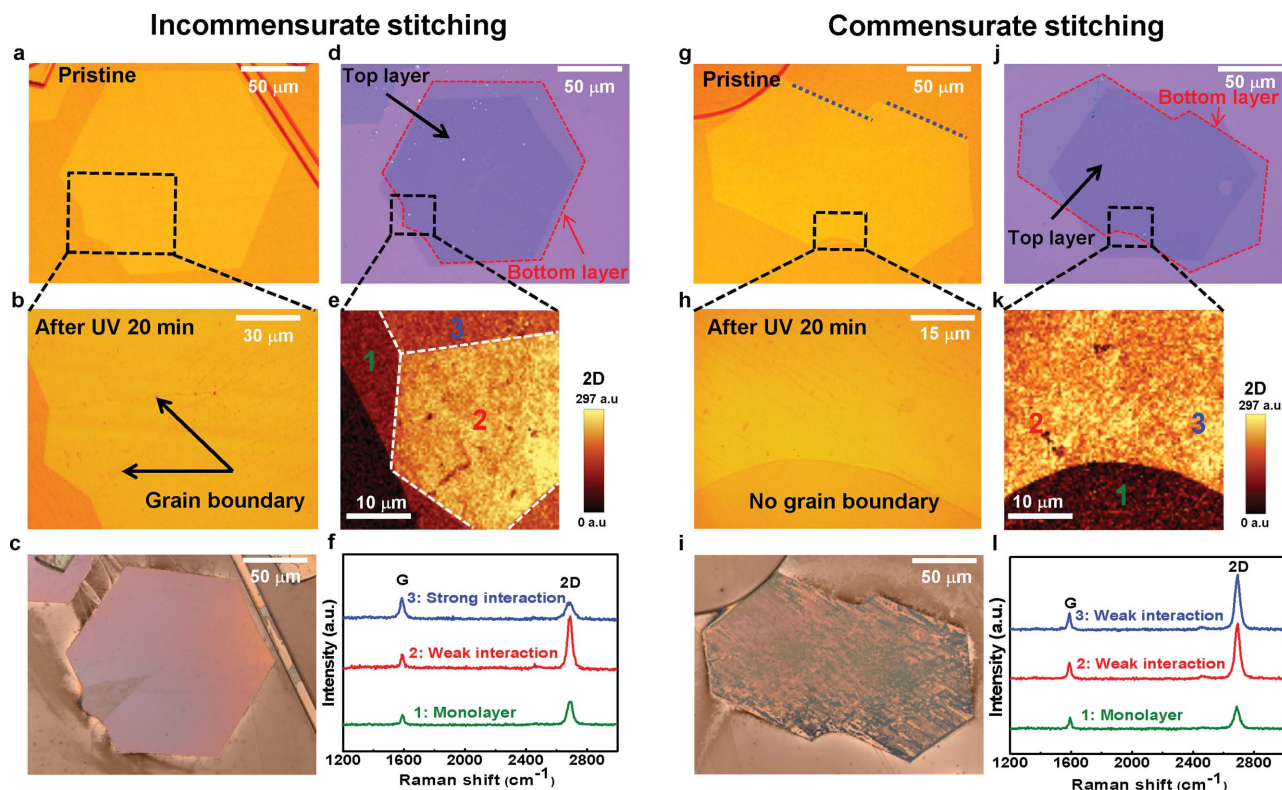 Incommensurate stitching
Commensurate stitching
a
Pristine
50 μm
d
Top layer
50 μm
Bottom layer
g
Pristine
50 μm
j
50 μm
Bottom layer
Top layer
b
After UV 20 min
30 μm
Grain boundary
e
1
3
2
10 μm
2D
297 a.u
0 a.u
h
After UV 20 min
15 μm
No grain boundary
k
2
3
1
10 μm
2D
297 a.u
0 a.u
c
50 μm
f
G
2D
3: Strong interaction
2: Weak interaction
1: Monolayer
Intensity (a.u.)
1200 1600 2000 2400 2800
Raman shift (cm⁻¹)
i
50 μm
l
G
2D
3: Weak interaction
2: Weak interaction
1: Monolayer
Intensity (a.u.)
1200 1600 2000 2400 2800
Raman shift (cm⁻¹)